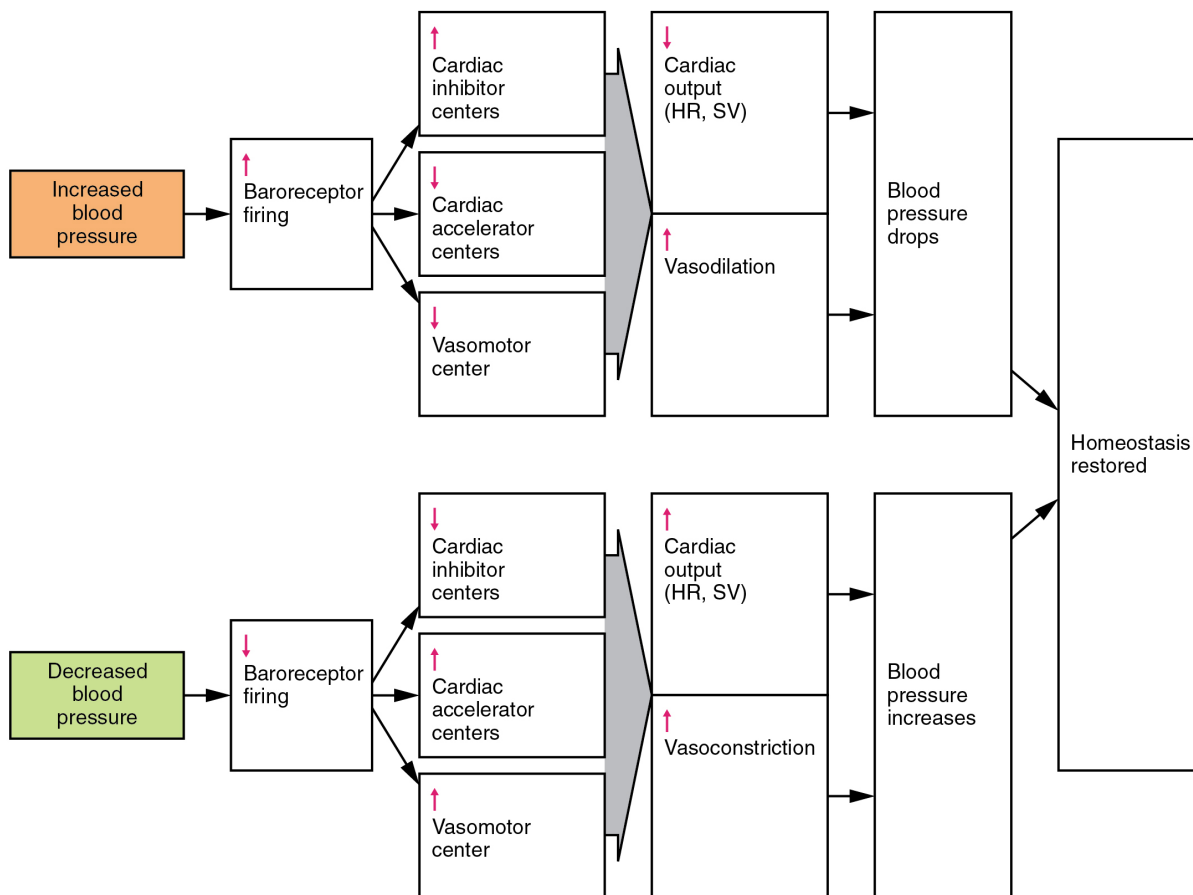 Increased
blood
pressure
↑
Baroreceptor
firing
↑
Cardiac
inhibitor
centers
↓
Cardiac
accelerator
centers
↓
Vasomotor
center
↓
Cardiac
output
(HR, SV)
↑
Vasodilation
Blood
pressure
drops
Homeostasis
restored
Decreased
blood
pressure
↓
Baroreceptor
firing
↓
Cardiac
inhibitor
centers
↑
Cardiac
accelerator
centers
↑
Vasomotor
center
↑
Cardiac
output
(HR, SV)
↑
Vasoconstriction
Blood
pressure
increases